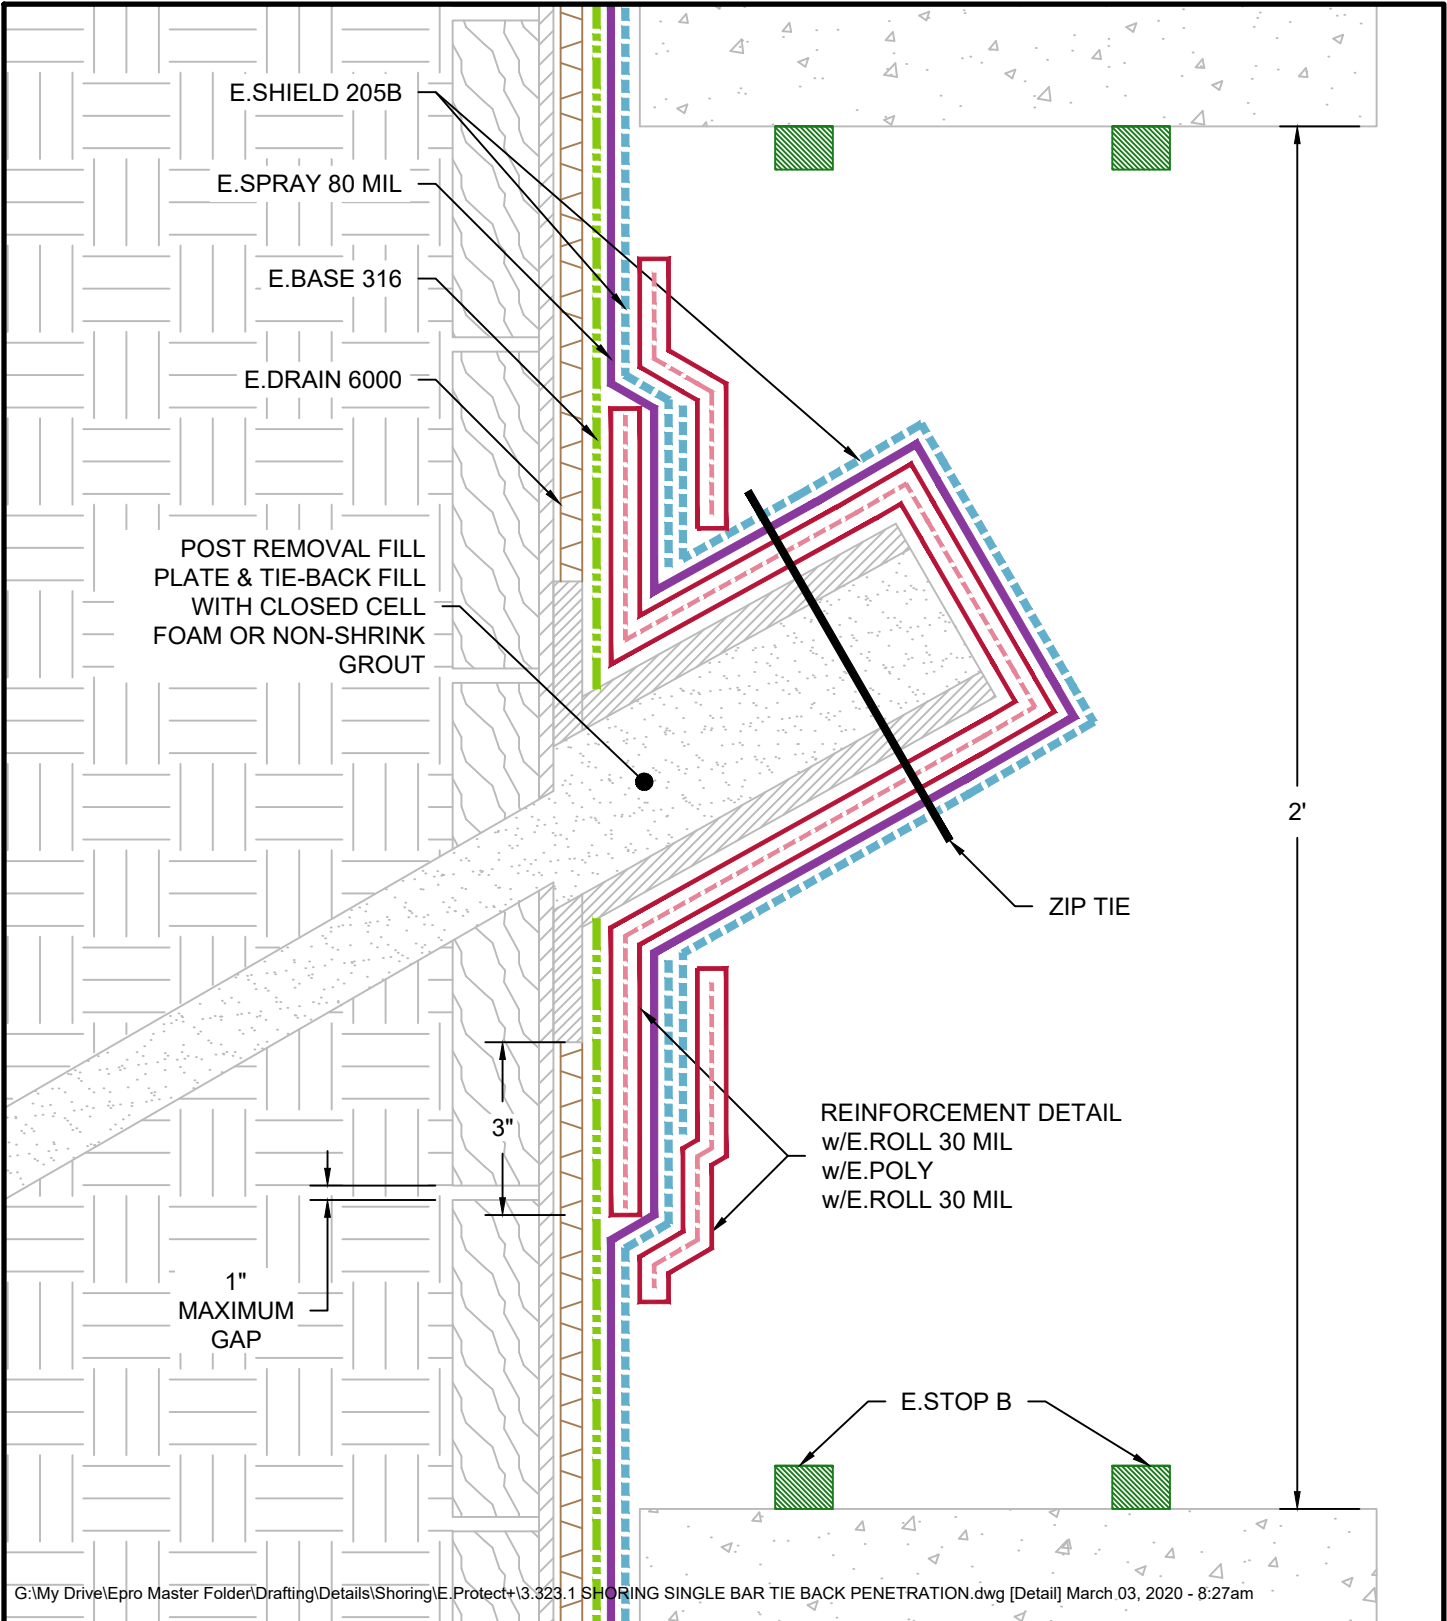 E.SHIELD 205B
E.SPRAY 80 MIL
E.BASE 316
E.DRAIN 6000
POST REMOVAL FILL
PLATE & TIE-BACK FILL
WITH CLOSED CELL
FOAM OR NON-SHRINK
GROUT
2'
ZIP TIE
3"
REINFORCEMENT DETAIL
w/E.ROLL 30 MIL
w/E.POLY
w/E.ROLL 30 MIL
1"
MAXIMUM
GAP
E.STOP B
G:\My Drive\Epro Master Folder\Drafting\Details\Shoring\E.Protect+\3.323.1 SHORING SINGLE BAR TIE BACK PENETRATION.dwg [Detail] March 03, 2020 - 8:27am